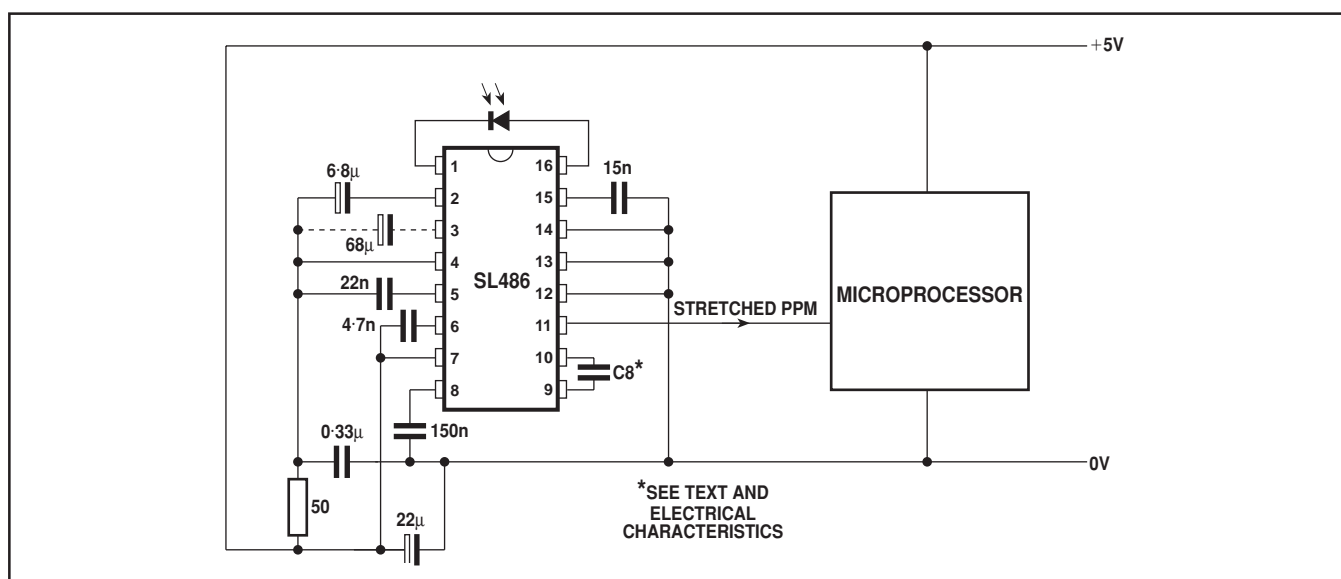 +5V
1
16
6·8µ
15n
2
15
3
14
68µ
4
13
SL486
22n
5
12
MICROPROCESSOR
STRETCHED PPM
4·7n
6
11
7
10
C8*
8
9
0·33µ
150n
0V
*SEE TEXT AND
ELECTRICAL
CHARACTERISTICS
50
22µ